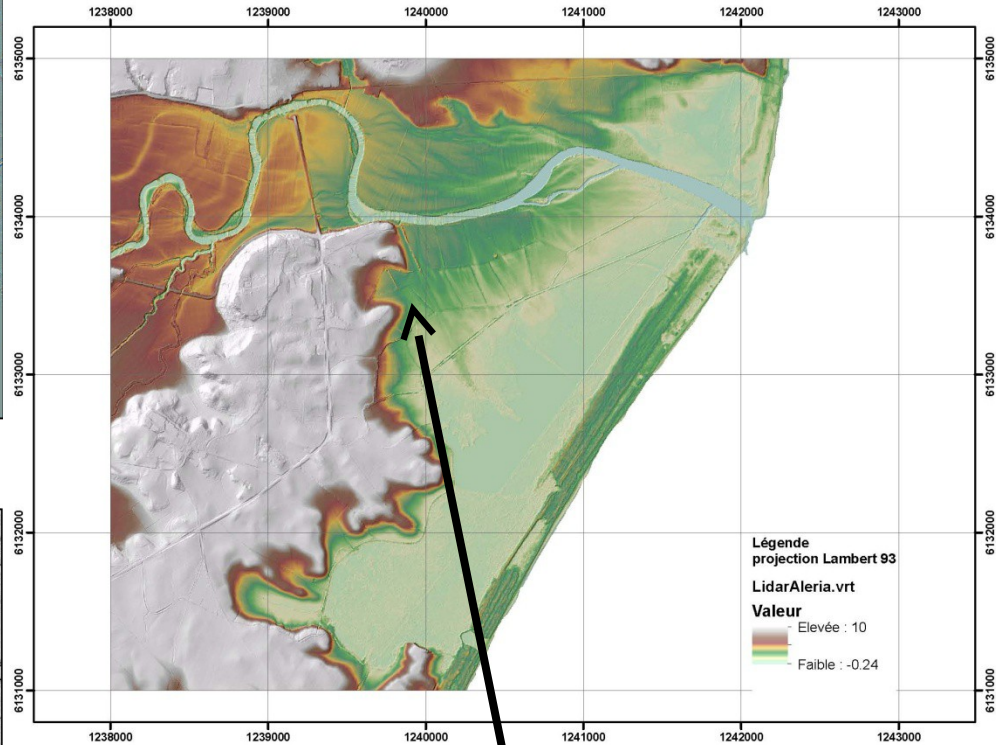 1238000 1239000 1240000 1241000 1242000 1243000
6135000 6135000
6134000 6134000
6133000 6133000
6132000 6132000
6131000 6131000
Légende
projection Lambert 93
LidarAleria.vrt
Valeur
Elevée : 10
Faible : -0.24
1238000 1239000 1240000 1241000 1242000 1243000